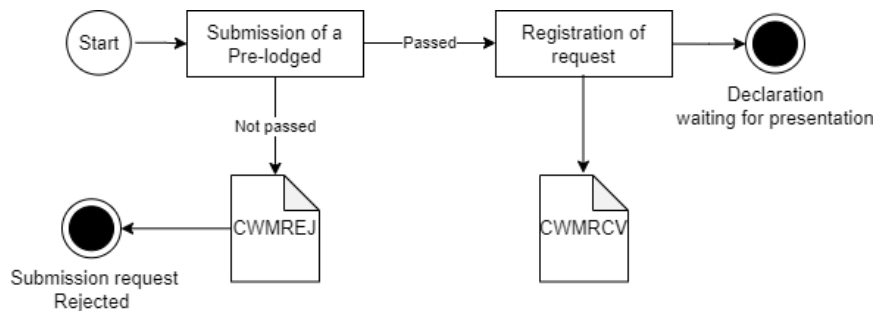 Start
Submission of a
Pre-lodged
Passed
Registration of
request
Declaration
waiting for presentation
Not passed
CWMREJ
CWMRCV
Submission request
Rejected